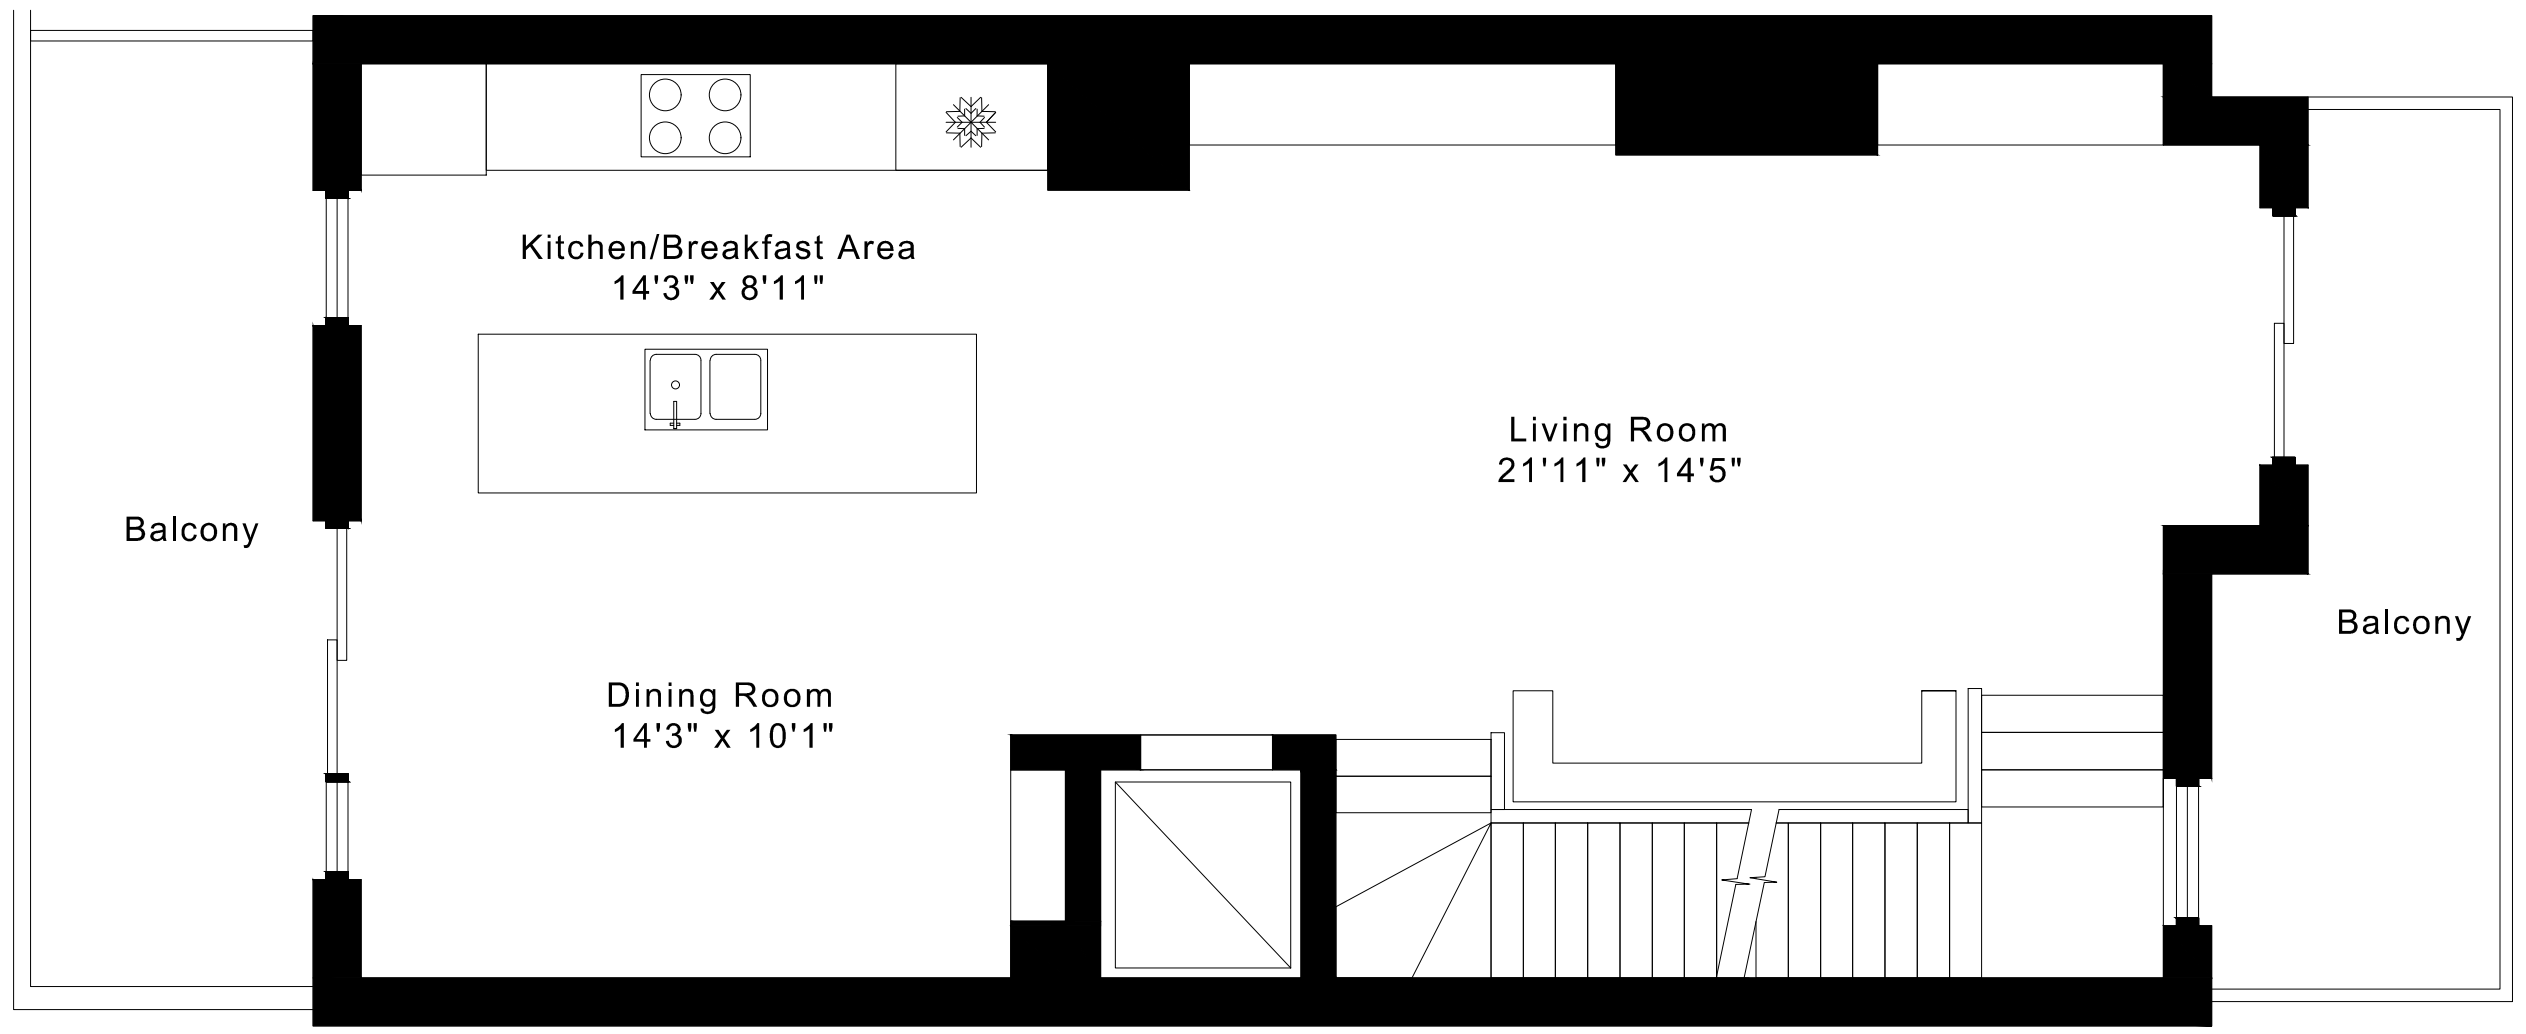 Kitchen/Breakfast Area
14'3" x 8'11"
Living Room
21'11" x 14'5"
Balcony
Balcony
Dining Room
14'3" x 10'1"